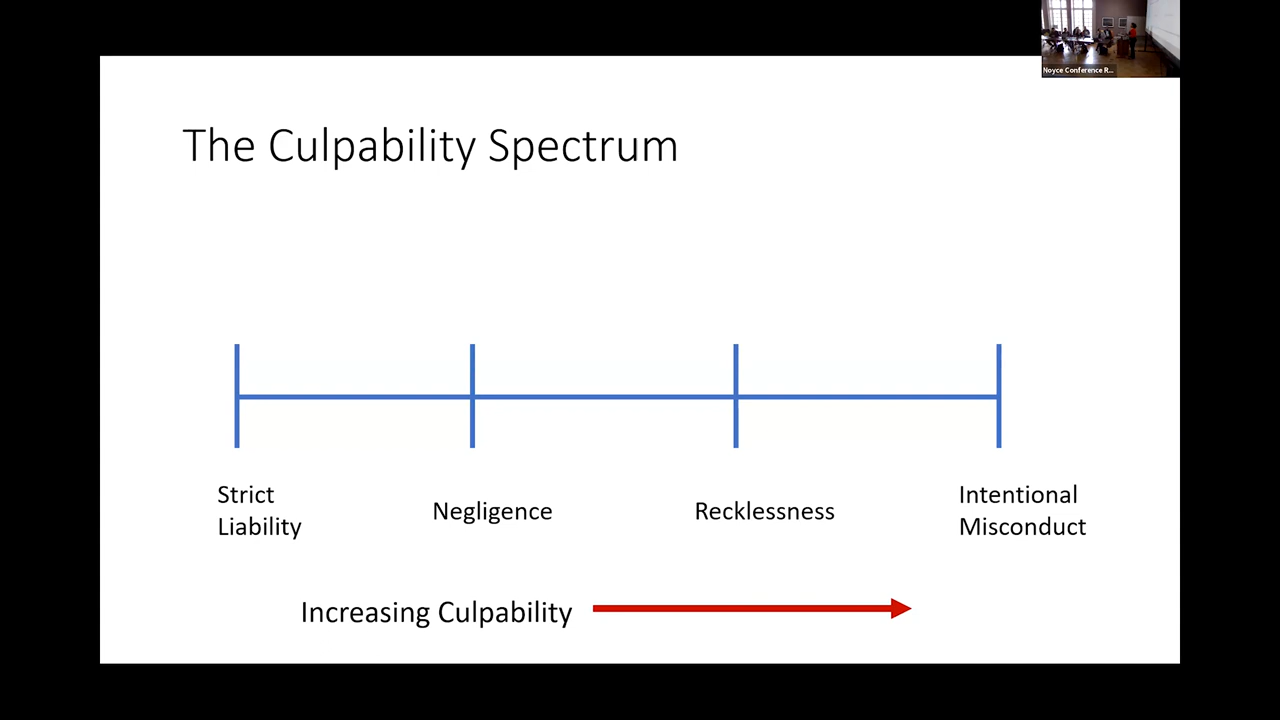 Noyce Conference R...
The Culpability Spectrum
Strict
Liability
Negligence
Recklessness
Intentional
Misconduct
Increasing Culpability